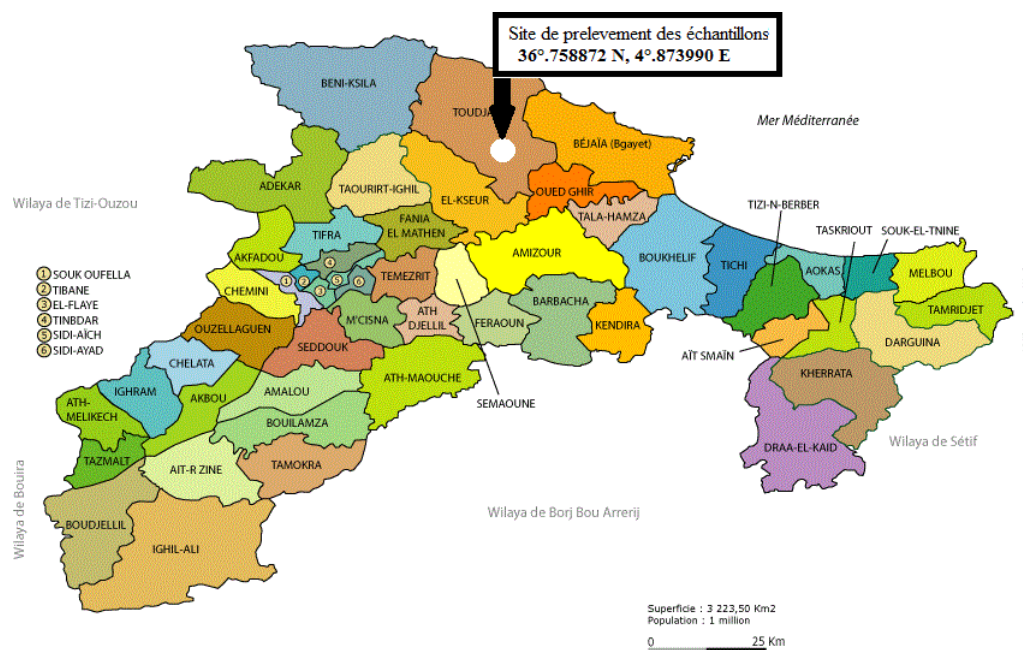 Site de prelevement des échantillons
36°.758872 N, 4°.873990 E
BENI-KSILA
Mer Méditerranée
BÉJAÏA (Bgayet)
ADEKAR
TAOURIRT-IGHIL
EL-KSEUR
OUED GHIR
Wilaya de Tizi-Ouzou
TIZI-N-BERBER
TALA-HAMZA
FANIA
EL MATHEN
TIFRA
TASKRIOUT
SOUK-EL-TNINE
AKFADOU
AMIZOUR
BOUKHELIF
TICHI
AOKAS
MELBOU
① SOUK OUFELLA
② TIBANE
③ EL-FLAYE
④ TINBDAR
⑤ SIDI-AÏCH
⑥ SIDI-AYAD
4
1
2
5
6
3
CHEMINI
TEMEZRIT
BARBACHA
TAMRIDJET
OUZELLAGUEN
M'CISNA
ATH
DJELLIL
FERAOUN
KENDIRA
DARGUINA
SEDDOUK
AÏT SMAÏN
CHELATA
ATH-MAOUCHE
KHERRATA
IGHRAM
AKBOU
AMALOU
SEMAOUNE
ATH-
MELIKECH
BOUILAMZA
DRAA-EL-KAID
Wilaya de Sétif
TAZMALT
AIT-R ZINE
TAMOKRA
Wilaya de Bouira
Wilaya de Borj Bou Arrerij
BOUDJELLIL
IGHIL-ALI
Superficie : 3 223,50 Km2
Population : 1 million
0 25 Km